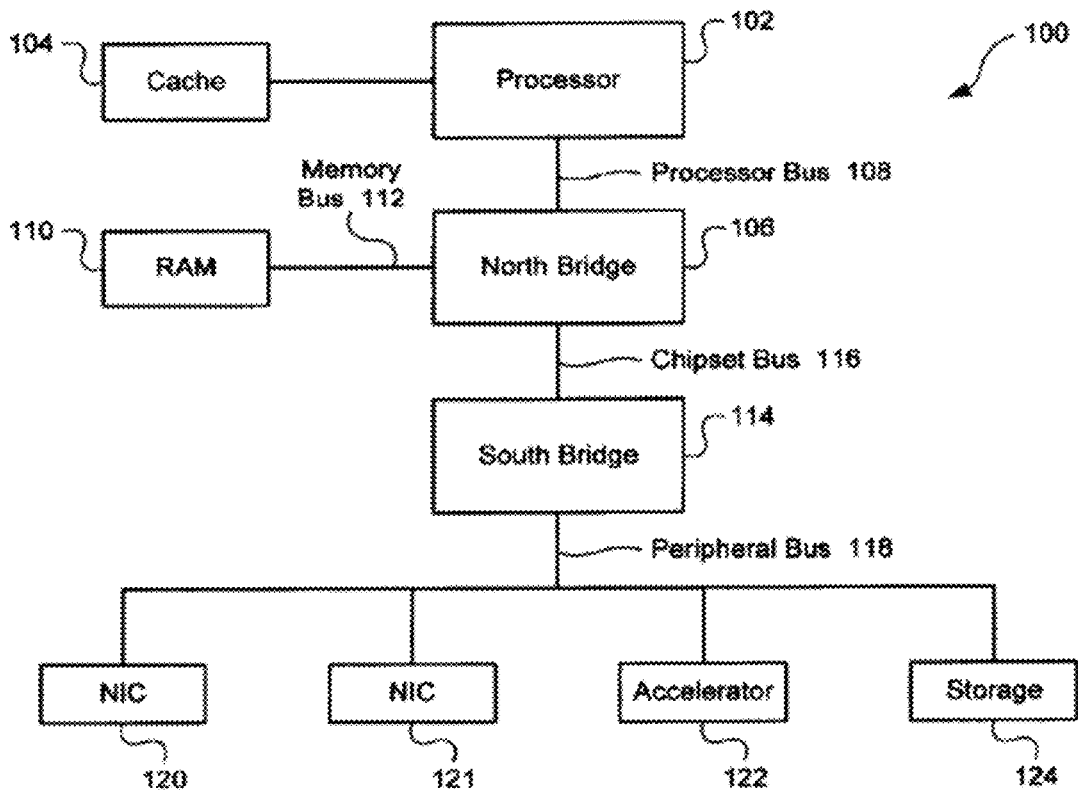 102
100
104
Cache
Processor
Memory
Bus 112
Processor Bus 108
110
RAM
North Bridge
106
Chipset Bus 116
South Bridge
114
Peripheral Bus 118
NIC
NIC
Accelerator
Storage
120
121
122
124